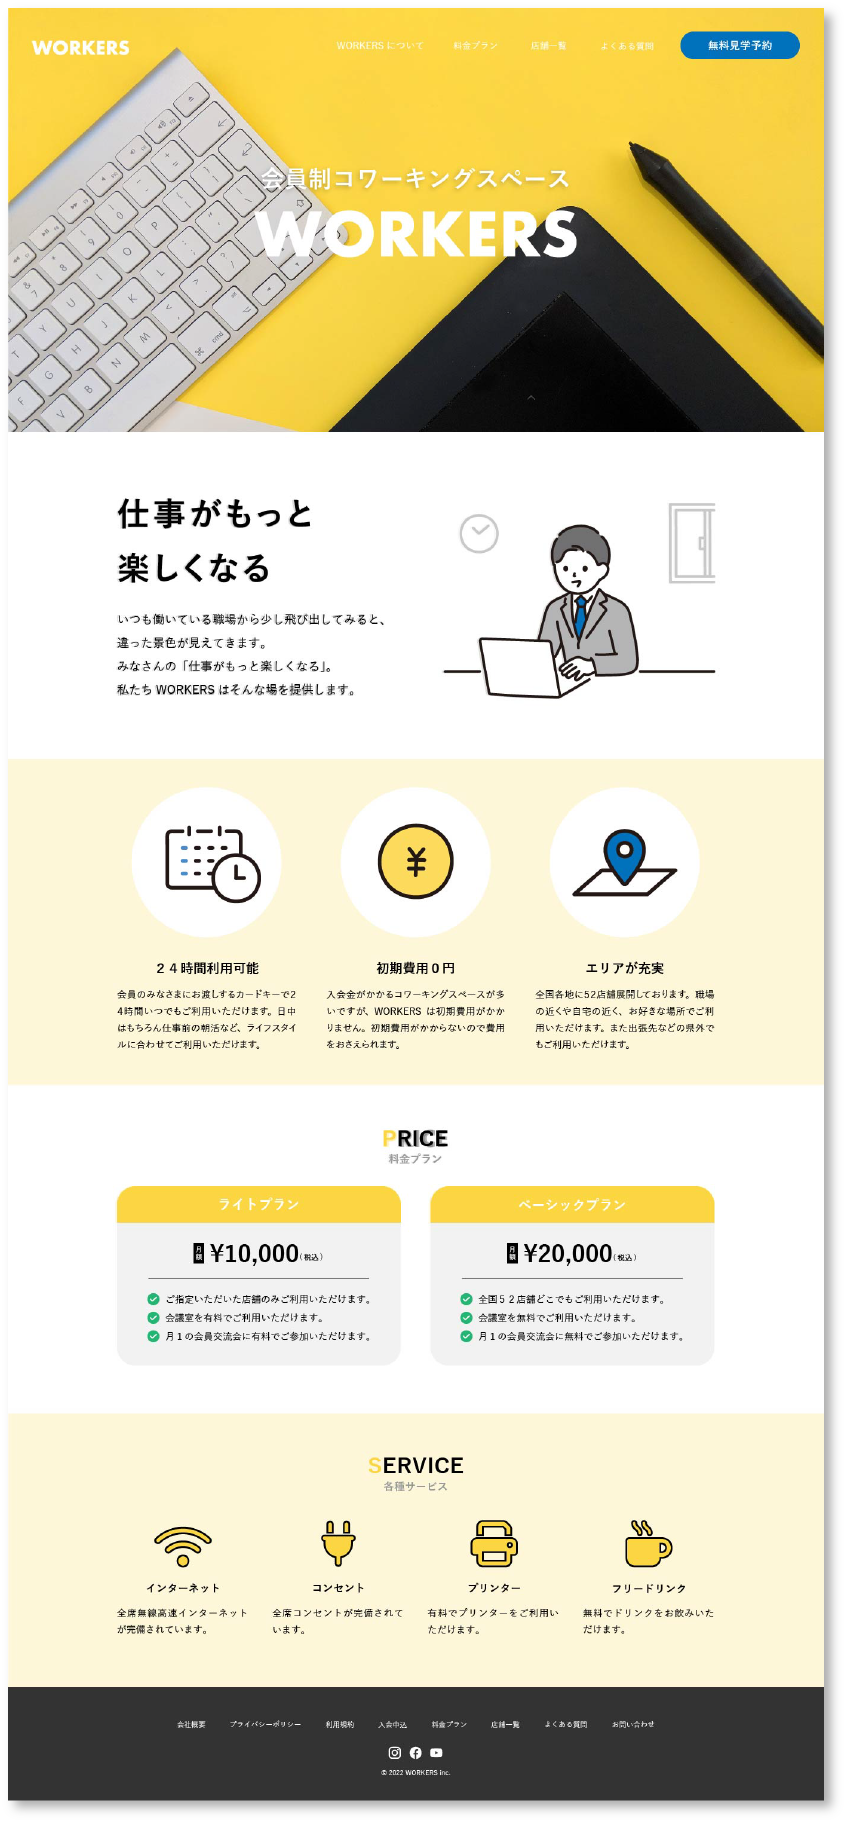 WORKERS
WORKERS について
料金プラン
店舗一覧
よくある質問
無料見学予約
会員制コワーキングスペース
WORKERS
仕事がもっと
楽しくなる
いつも働いている職場から少し飛び出してみると、
違った景色が見えてきます。
みなさんの「仕事がもっと楽しくなる」。
私たち WORKERS はそんな場を提供します。
２４時間利用可能
会員のみなさまにお渡しするカードキーで2
4時間いつでもご利用いただけます。日中
はもちろん仕事前の朝活など、ライフスタイ
ルに合わせてご利用いただけます。
初期費用０円
入会金がかかるコワーキングスペースが多
いですが、WORKERS は初期費用がかか
りません。初期費用がかからないので費用
をおさえられます。
エリアが充実
全国各地に52店舗展開しております。職場
の近くや自宅の近く、お好きな場所でご利
用いただけます。また出張先などの県外で
もご利用いただけます。
PRICE
料金プラン
ライトプラン
月額 ¥10,000（税込）
ご指定いただいた店舗のみご利用いただけます。
会議室を有料でご利用いただけます。
月１の会員交流会に有料でご参加いただけます。
ベーシックプラン
月額 ¥20,000（税込）
全国５２店舗どこでもご利用いただけます。
会議室を無料でご利用いただけます。
月１の会員交流会に無料でご参加いただけます。
SERVICE
各種サービス
インターネット
全席無線高速インターネット
が完備されています。
コンセント
全席コンセントが完備されて
います。
プリンター
有料でプリンターをご利用い
ただけます。
フリードリンク
無料でドリンクをお飲みいた
だけます。
会社概要
プライバシーポリシー
利用規約
入会申込
料金プラン
店舗一覧
よくある質問
お問い合わせ
© 2022 WORKERS inc.